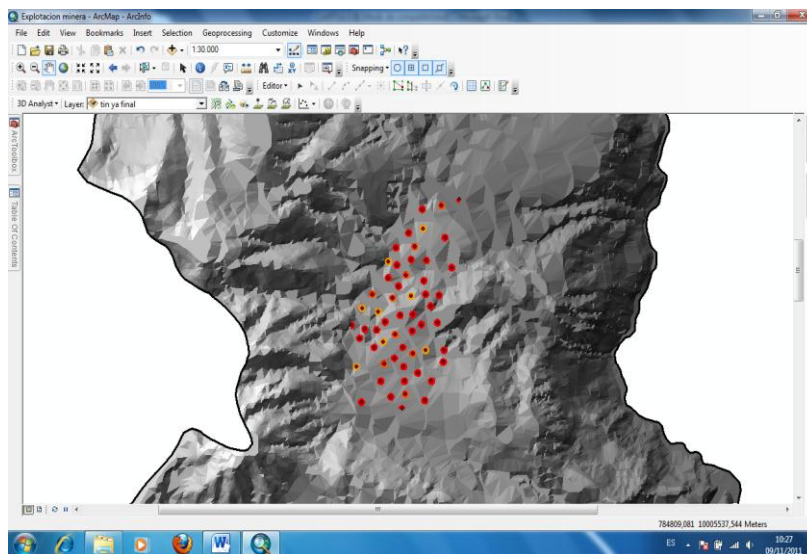 Explotacion minera - ArcMap - ArcInfo
File Edit View Bookmarks Insert Selection Geoprocessing Customize Windows Help
1:30.000
Snapping
Editor
3D Analyst Layer: tin ya final
ArcToolbox
Table Of Contents
784809,081 10005537,544 Meters
ES
10:27
09/11/2011